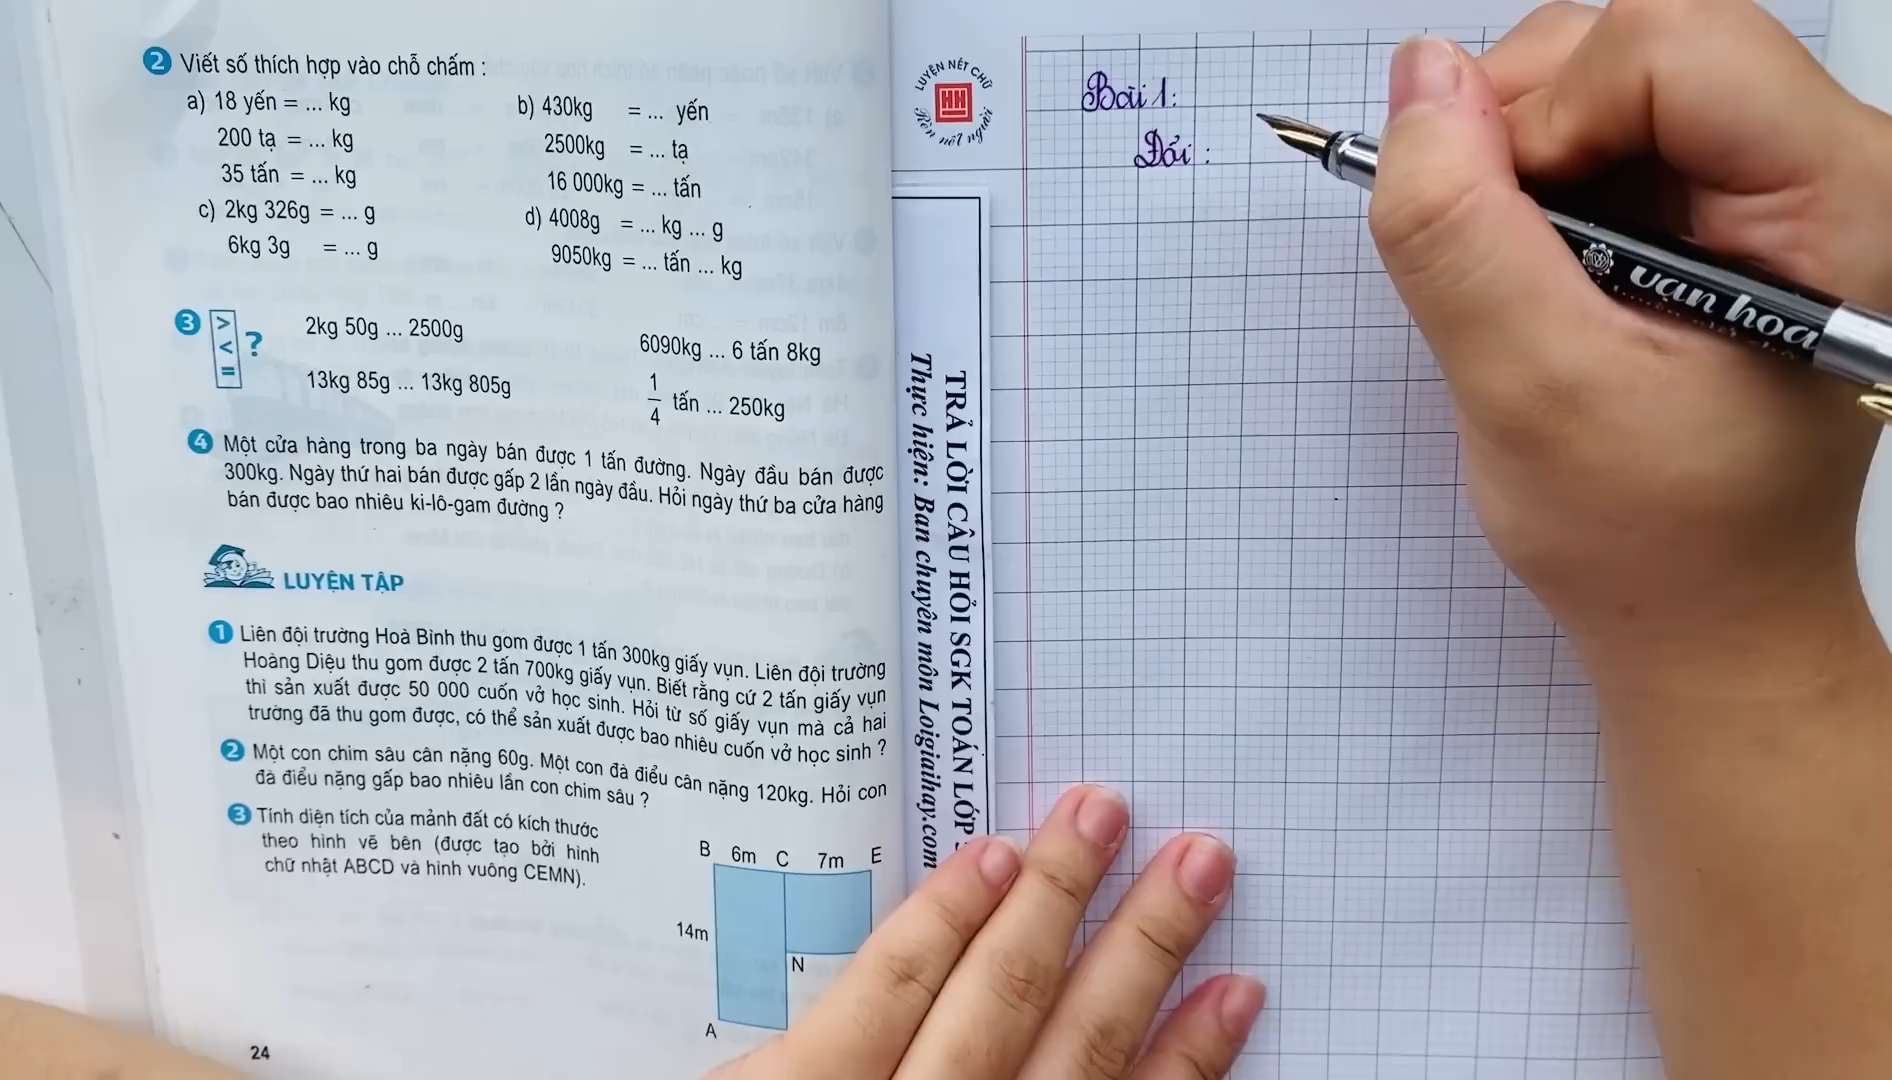 2 Viết số thích hợp vào chỗ chấm :
a) 18 yến = ... kg
200 tạ = ... kg
35 tấn = ... kg
b) 430kg = ... yến
2500kg = ... tạ
16 000kg = ... tấn
c) 2kg 326g = ... g
6kg 3g = ... g
d) 4008g = ... kg ... g
9050kg = ... tấn ... kg
3 > < = ?
2kg 50g ... 2500g
13kg 85g ... 13kg 805g
6090kg ... 6 tấn 8kg
1/4 tấn ... 250kg
4 Một cửa hàng trong ba ngày bán được 1 tấn đường. Ngày đầu bán được
300kg. Ngày thứ hai bán được gấp 2 lần ngày đầu. Hỏi ngày thứ ba cửa hàng
bán được bao nhiêu ki-lô-gam đường ?
LUYỆN TẬP
1 Liên đội trường Hoà Bình thu gom được 1 tấn 300kg giấy vụn. Liên đội trường
Hoàng Diệu thu gom được 2 tấn 700kg giấy vụn. Biết rằng cứ 2 tấn giấy vụn
thì sản xuất được 50 000 cuốn vở học sinh. Hỏi từ số giấy vụn mà cả hai
trường đã thu gom được, có thể sản xuất được bao nhiêu cuốn vở học sinh ?
2 Một con chim sâu cân nặng 60g. Một con đà điểu cân nặng 120kg. Hỏi con
đà điểu nặng gấp bao nhiêu lần con chim sâu ?
3 Tính diện tích của mảnh đất có kích thước
theo hình vẽ bên (được tạo bởi hình
chữ nhật ABCD và hình vuông CEMN).
B 6m C 7m E
14m
N
A
24
LUYỆN NÉT CHỮ
HH
Rèn nết người
TRẢ LỜI CÂU HỎI SGK TOÁN LỚP
Thực hiện: Ban chuyên môn Loigiaihay.com
Bài 1:
Đổi :
van hoa